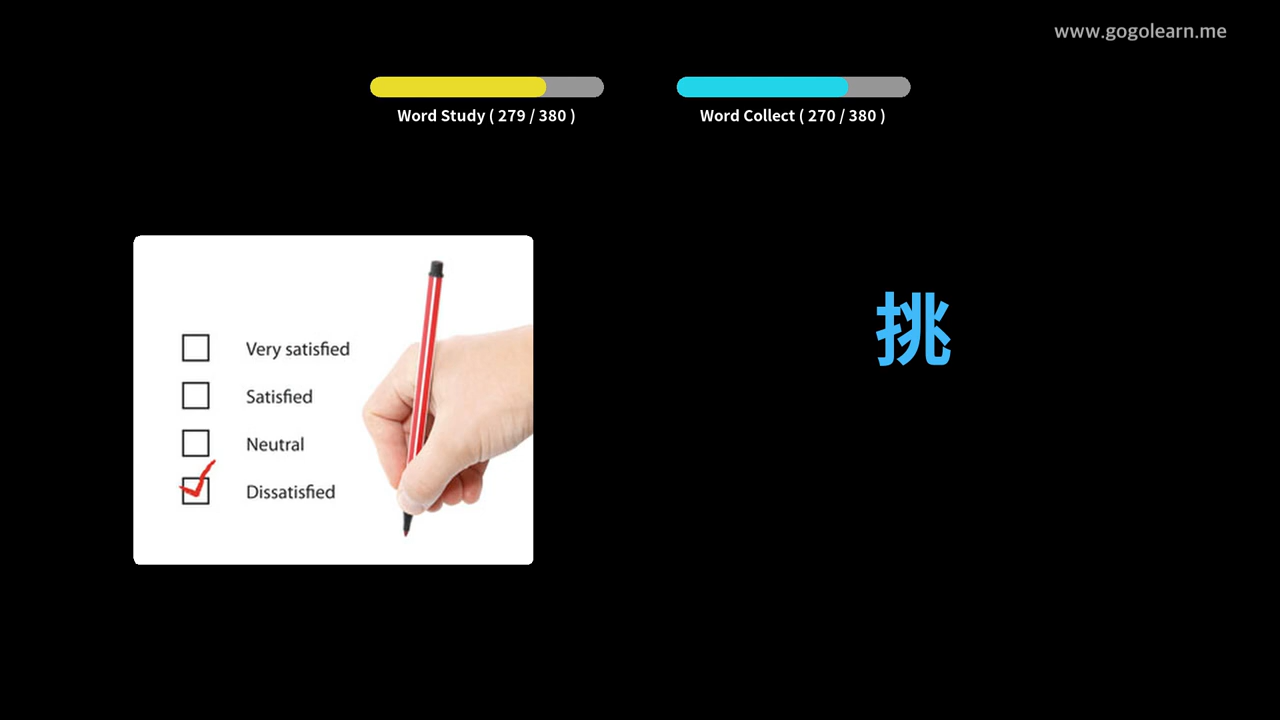 www.gogolearn.me
Word Study ( 279 / 380 )
Word Collect ( 270 / 380 )
Very satisfied
Satisfied
Neutral
Dissatisfied
挑